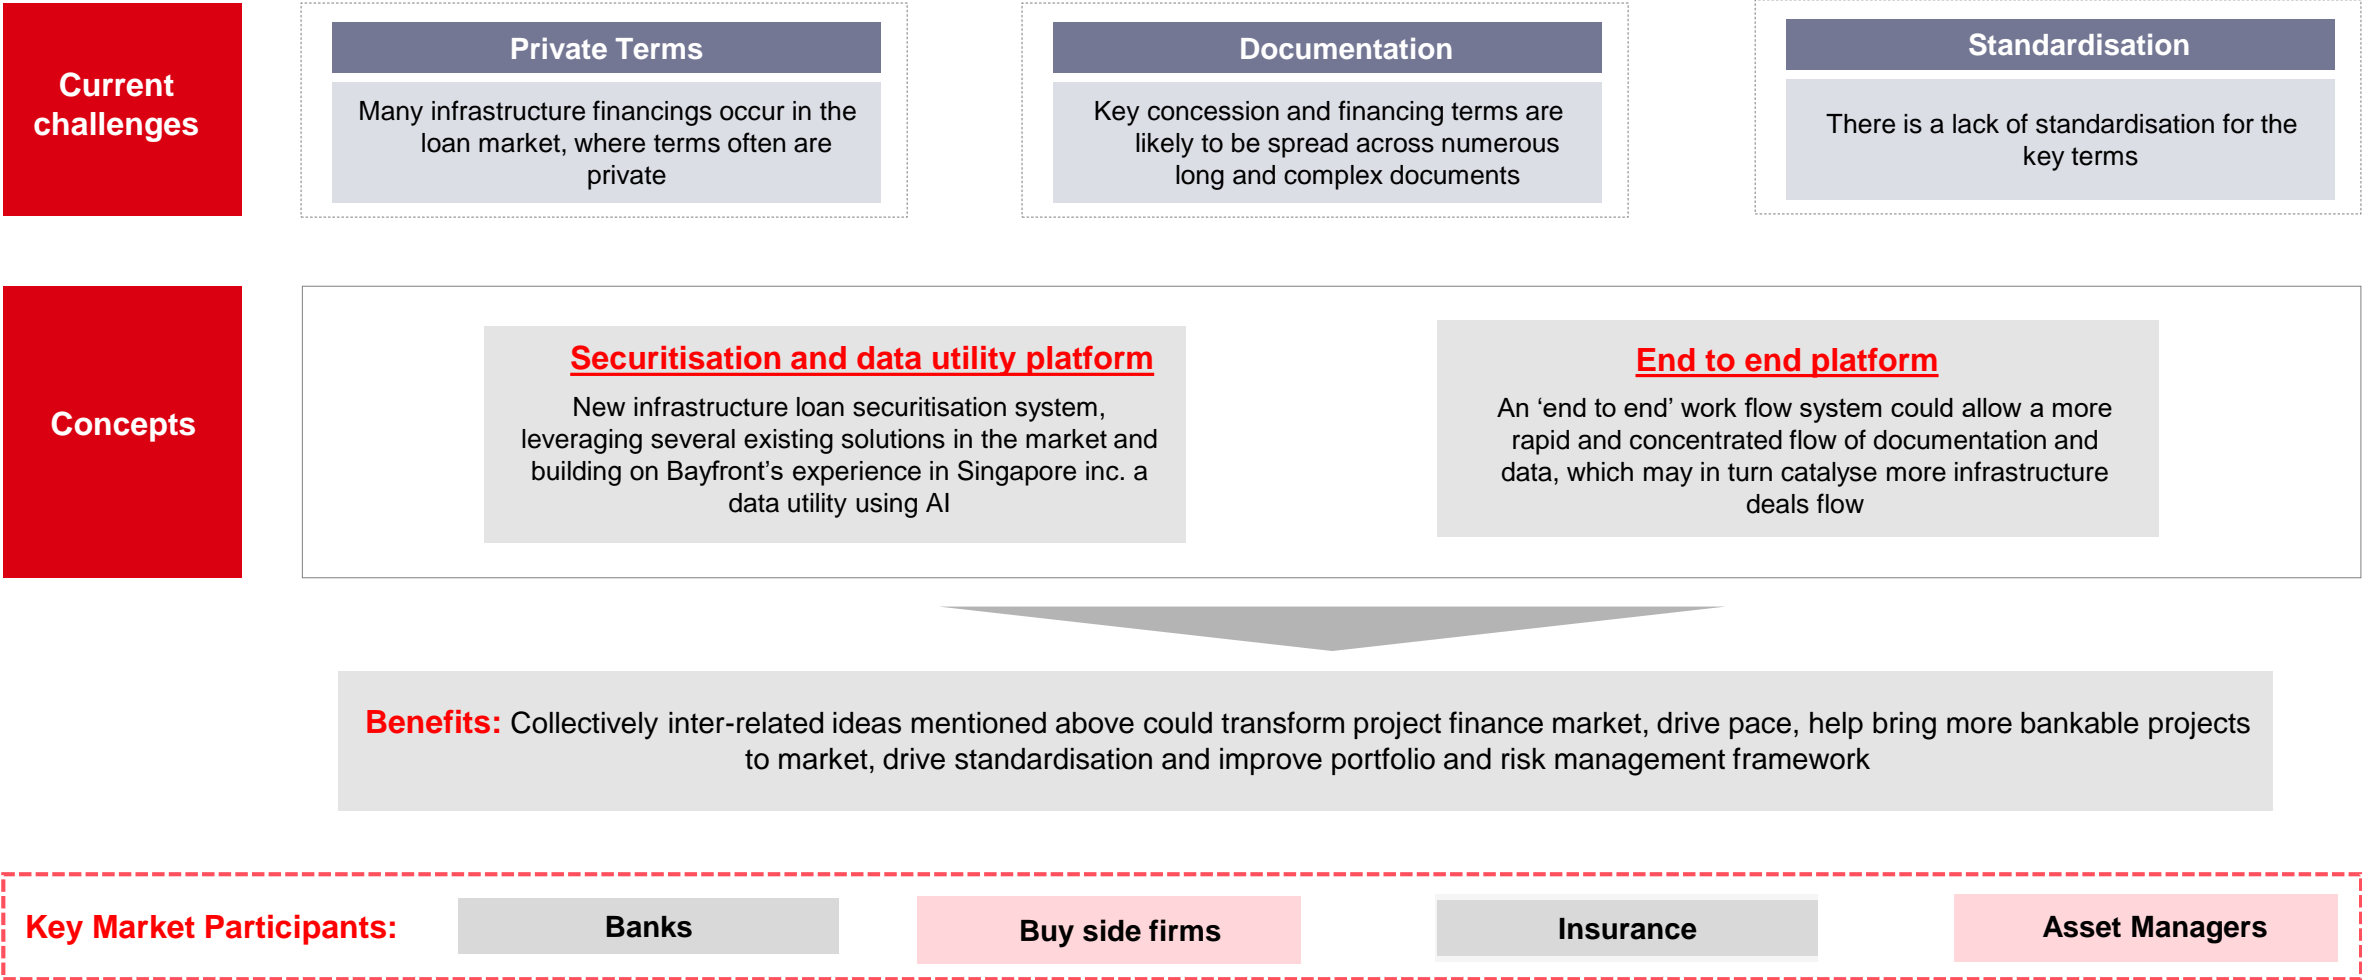 Current
challenges
Private Terms
Many infrastructure financings occur in the
loan market, where terms often are
private
Documentation
Key concession and financing terms are
likely to be spread across numerous
long and complex documents
Standardisation
There is a lack of standardisation for the
key terms
Concepts
Securitisation and data utility platform
New infrastructure loan securitisation system,
leveraging several existing solutions in the market and
building on Bayfront’s experience in Singapore inc. a
data utility using AI
End to end platform
An ‘end to end’ work flow system could allow a more
rapid and concentrated flow of documentation and
data, which may in turn catalyse more infrastructure
deals flow
Benefits: Collectively inter-related ideas mentioned above could transform project finance market, drive pace, help bring more bankable projects
to market, drive standardisation and improve portfolio and risk management framework
Key Market Participants:
Banks
Buy side firms
Insurance
Asset Managers